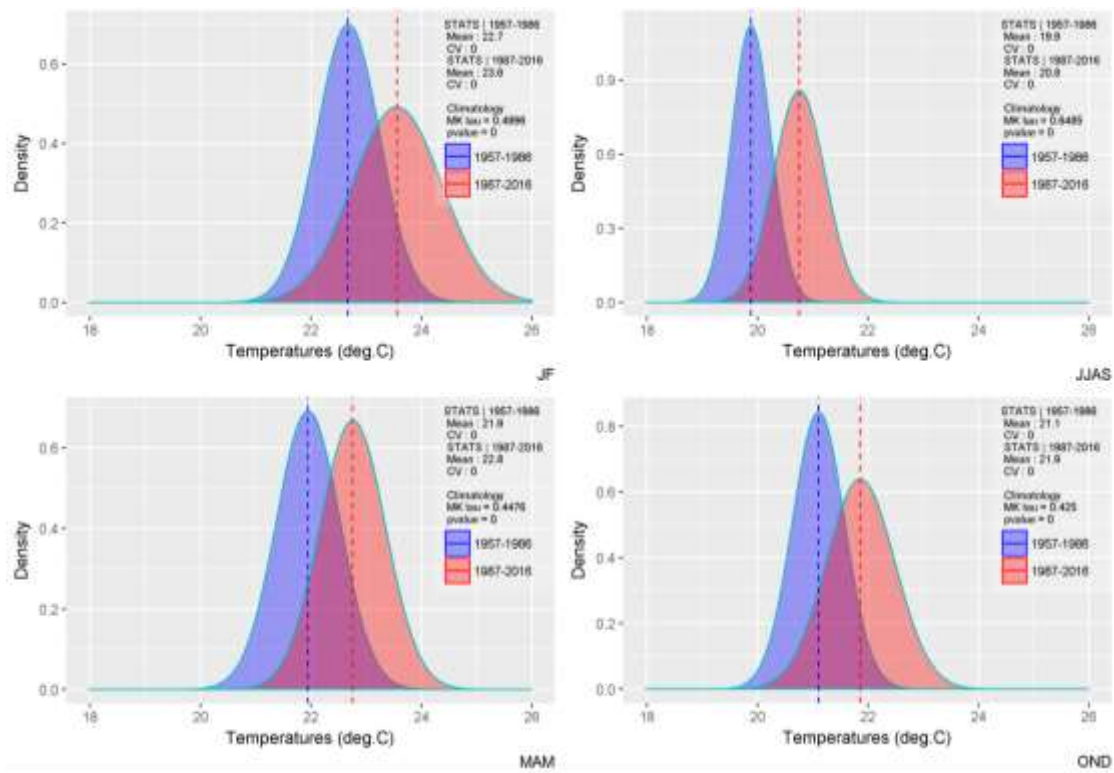 STATS | 1957-1986
Mean : 22.7
CV : 0
STATS | 1987-2016
Mean : 23.6
CV : 0
Climatology
MK tau = 0.4896
pvalue = 0
1957-1986
1987-2016
Density
0.6
0.4
0.2
0.0
18 20 22 24 26
Temperatures (deg.C)
JF
STATS | 1957-1986
Mean : 19.9
CV : 0
STATS | 1987-2016
Mean : 20.8
CV : 0
Climatology
MK tau = 0.6485
pvalue = 0
1957-1986
1987-2016
Density
0.9
0.6
0.3
0.0
18 20 22 24 26
Temperatures (deg.C)
JJAS
STATS | 1957-1986
Mean : 21.9
CV : 0
STATS | 1987-2016
Mean : 22.8
CV : 0
Climatology
MK tau = 0.4476
pvalue = 0
1957-1986
1987-2016
Density
0.6
0.4
0.2
0.0
18 20 22 24 26
Temperatures (deg.C)
MAM
STATS | 1957-1986
Mean : 21.1
CV : 0
STATS | 1987-2016
Mean : 21.9
CV : 0
Climatology
MK tau = 0.425
pvalue = 0
1957-1986
1987-2016
Density
0.8
0.6
0.4
0.2
0.0
18 20 22 24 26
Temperatures (deg.C)
OND